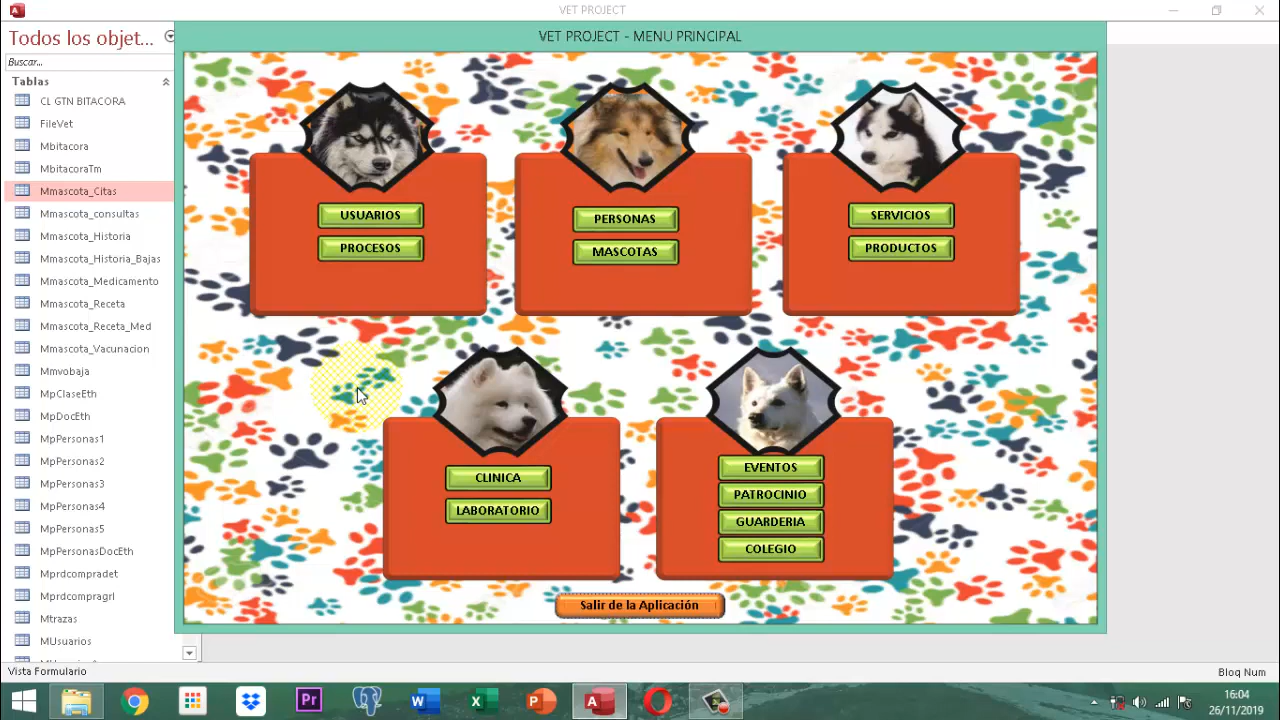 VET PROJECT
Todos los objet...
Buscar...
Tablas
CL GTN BITACORA
FileVet
Mbitacora
MbitacoraTm
Mmascota_Citas
Mmascota_consultas
Mmascota_Historia
Mmascota_Historia_Bajas
Mmascota_Medicamento
Mmascota_Receta
Mmascota_Receta_Med
Mmascota_Vacunacion
Mmvobaja
MpClaseEth
MpDocEth
MpPersonas1
MpPersonas2
MpPersonas3
MpPersonas4
MpPersonas5
MpPersonasDocEth
Mprdcompradet
Mprdcompragrl
Mtrazas
MUsuarios
VET PROJECT - MENU PRINCIPAL
USUARIOS
PROCESOS
PERSONAS
MASCOTAS
SERVICIOS
PRODUCTOS
CLINICA
LABORATORIO
EVENTOS
PATROCINIO
GUARDERIA
COLEGIO
Salir de la Aplicación
Vista Formulario
Bloq Num
Pr
16:04
26/11/2019